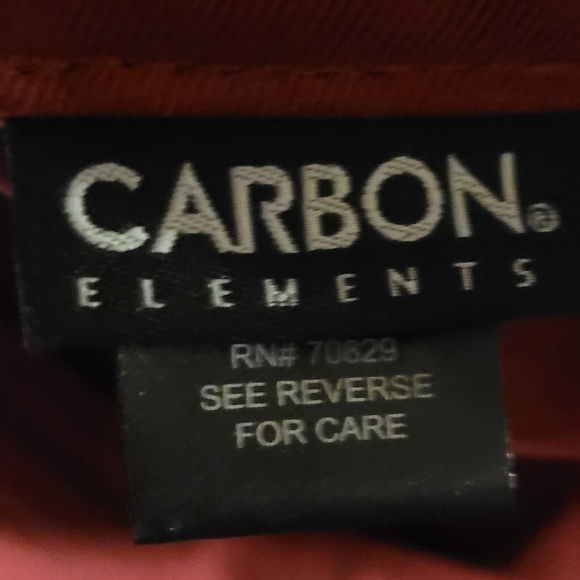 CARBON®
ELEMENTS
RN# 70829
SEE REVERSE
FOR CARE